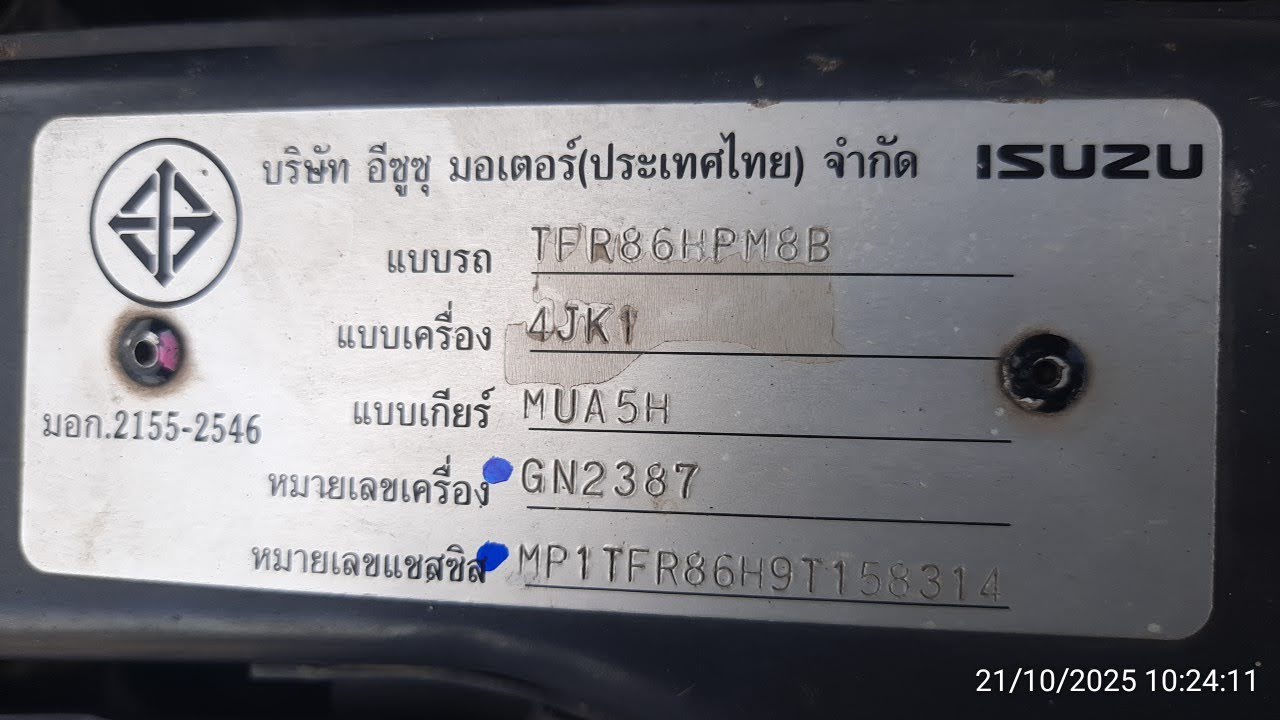 บริษัท อีซูซุ มอเตอร์(ประเทศไทย) จำกัด ISUZU
แบบรถ TFR86HPM8B
แบบเครื่อง 4JK1
แบบเกียร์ MUA5H
มอก.2155-2546
หมายเลขเครื่อง GN2387
หมายเลขแชสซิส MP1TFR86H9T158314
21/10/2025 10:24:11